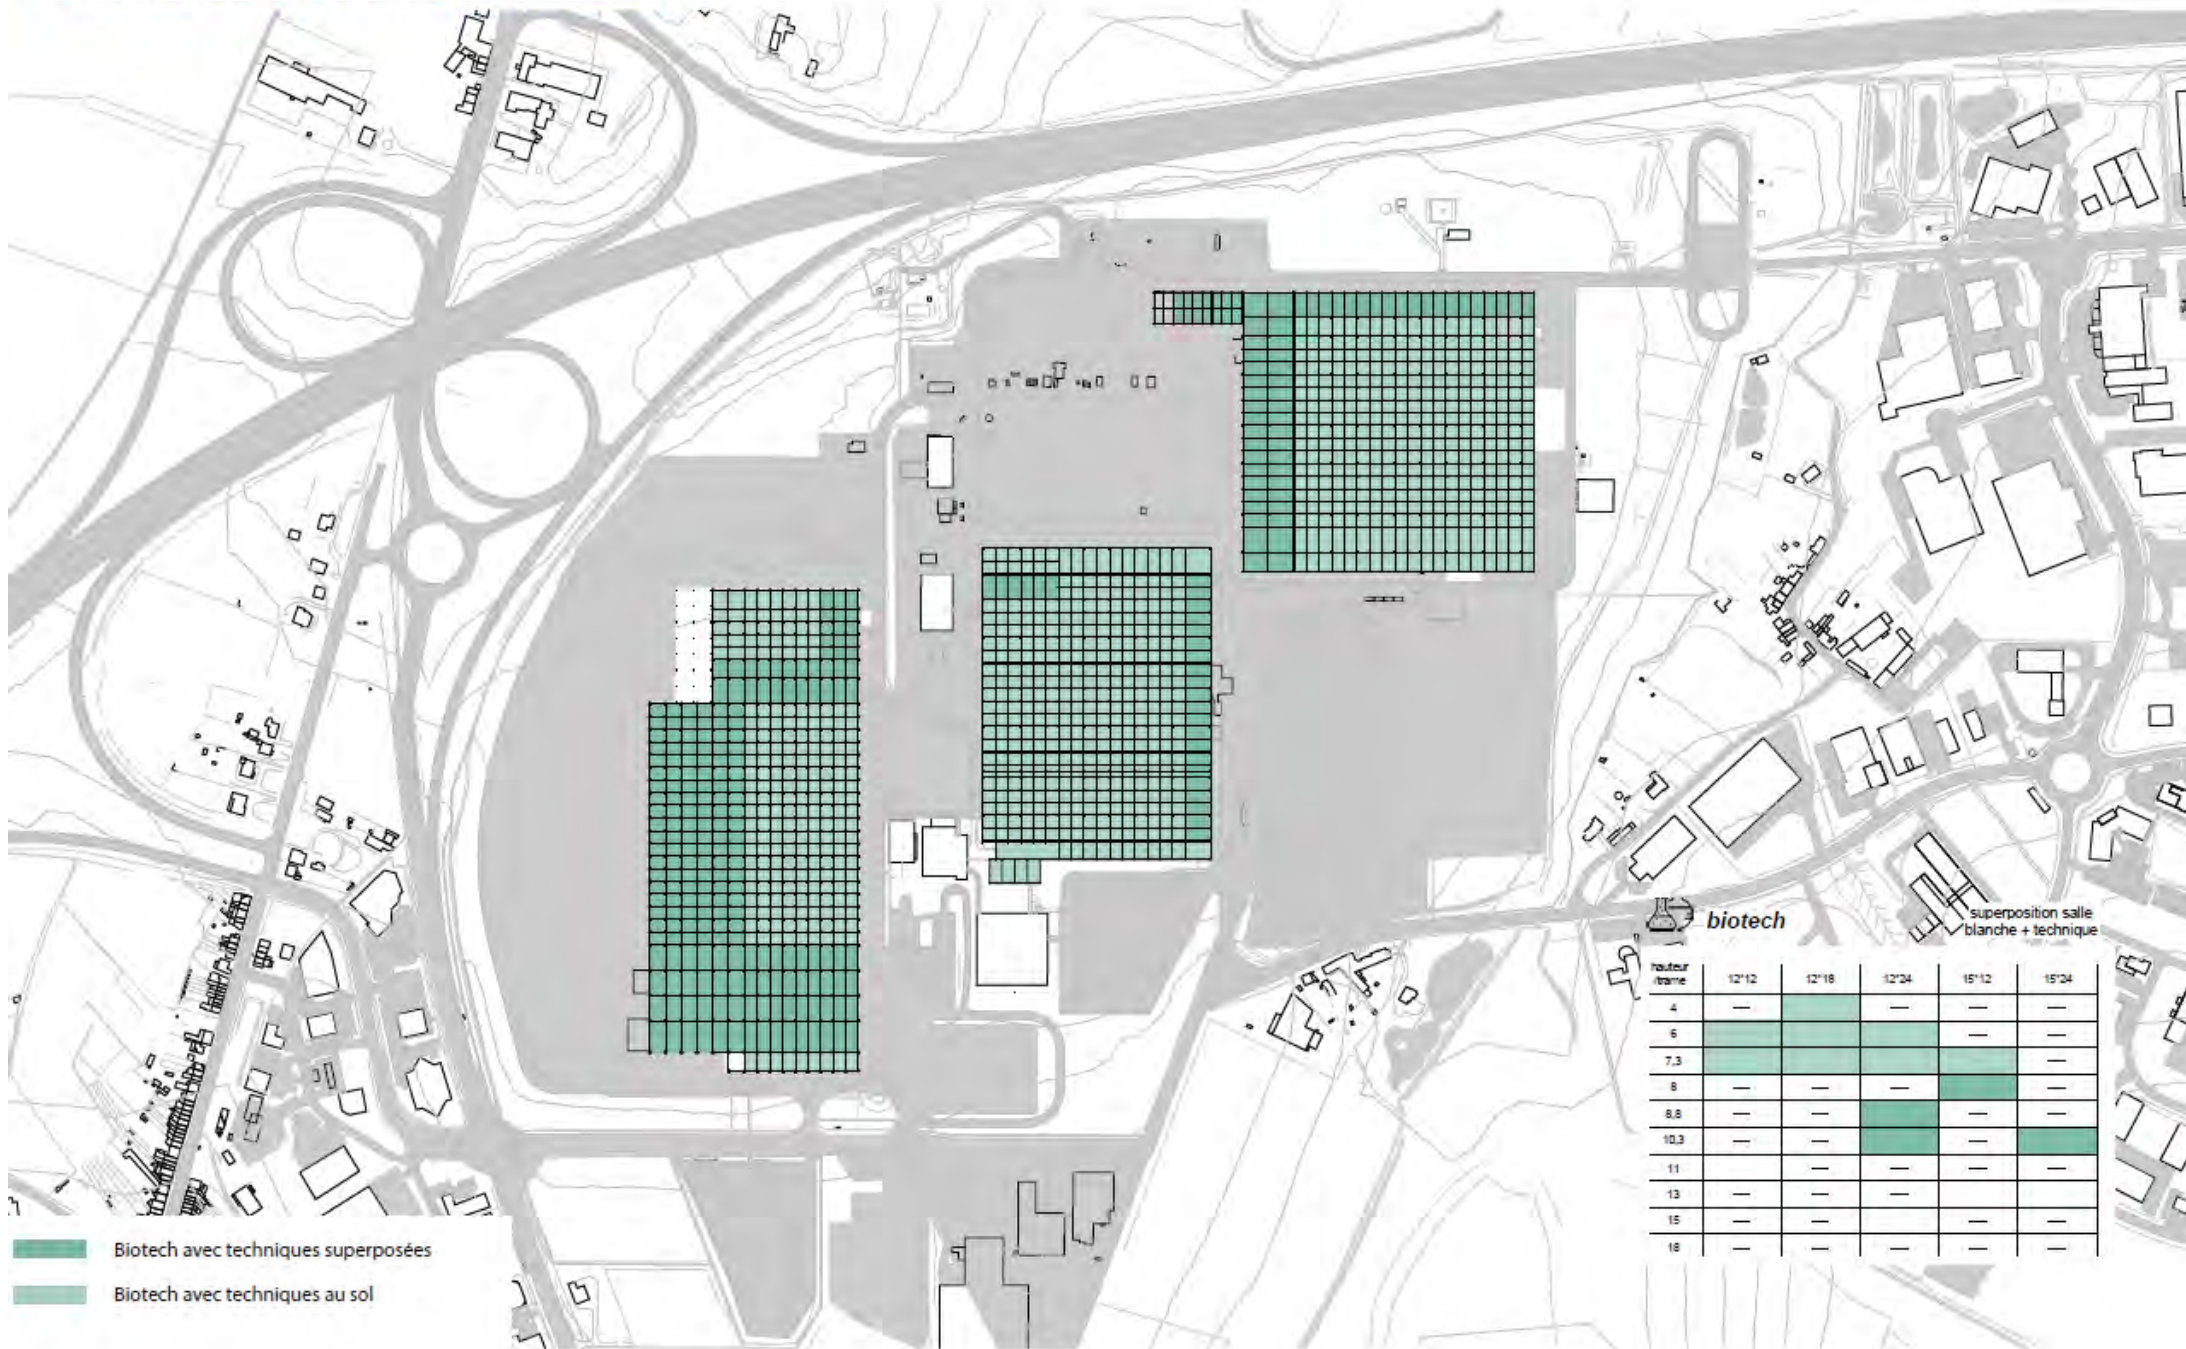 biotech
superposition salle
blanche + technique
hauteur
/trame 12*12 12*18 12*24 15*12 15*24
4 — — — —
6 — —
7,3 —
8 — — — —
8,8 — — — —
10,3 — — —
11 — — — — —
13 — — —
15 — — — —
18 — — — — —
Biotech avec techniques superposées
Biotech avec techniques au sol